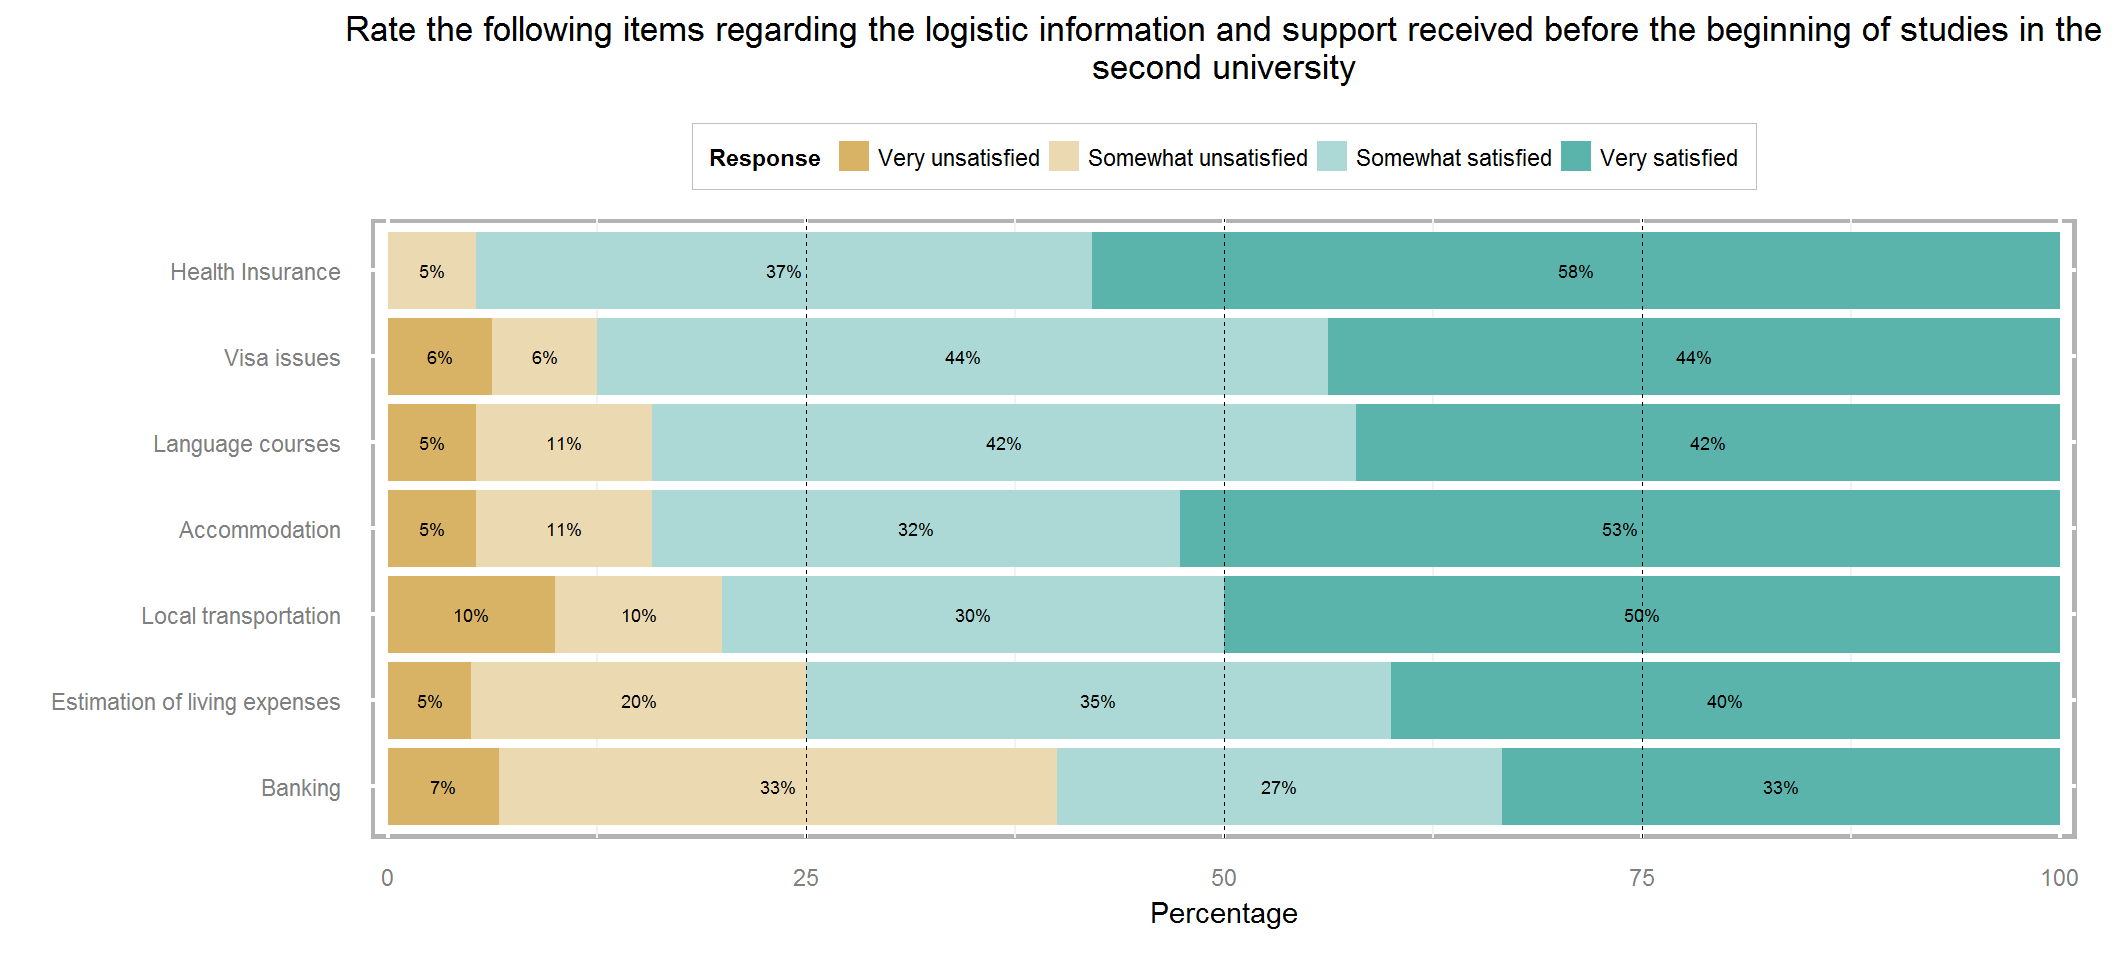 Rate the following items regarding the logistic information and support received before the beginning of studies in the
second university
Response Very unsatisfied Somewhat unsatisfied Somewhat satisfied Very satisfied
Health Insurance 5% 37% 58%
Visa issues 6% 6% 44% 44%
Language courses 5% 11% 42% 42%
Accommodation 5% 11% 32% 53%
Local transportation 10% 10% 30% 50%
Estimation of living expenses 5% 20% 35% 40%
Banking 7% 33% 27% 33%
0 25 50 75 100
Percentage